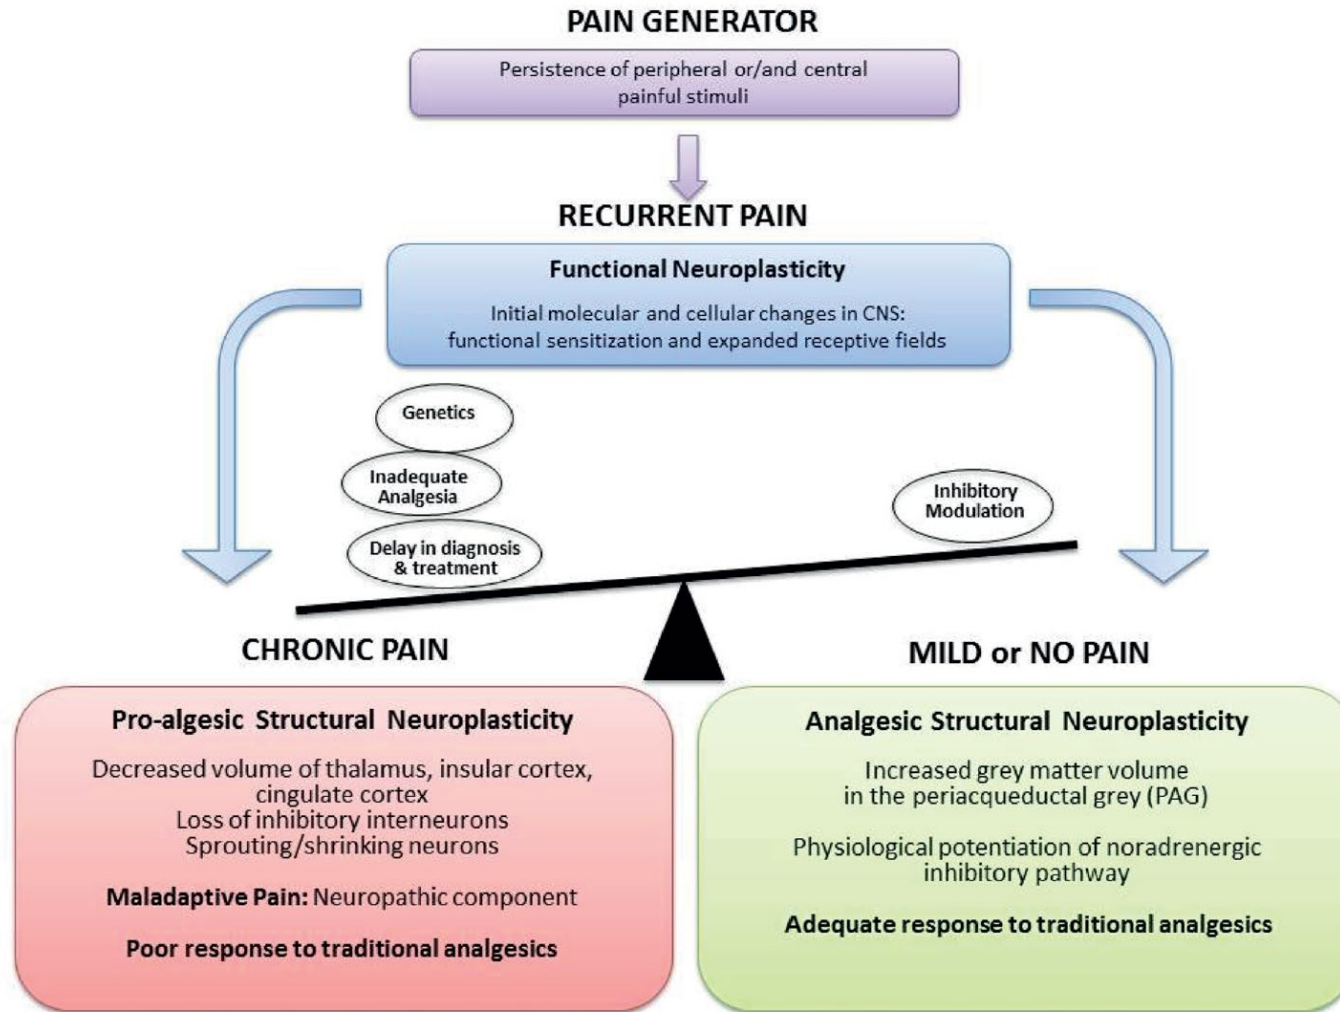 PAIN GENERATOR
Persistence of peripheral or/and central
painful stimuli
RECURRENT PAIN
Functional Neuroplasticity
Initial molecular and cellular changes in CNS:
functional sensitization and expanded receptive fields
Genetics
Inadequate
Analgesia
Delay in diagnosis
& treatment
Inhibitory
Modulation
CHRONIC PAIN
Pro-algesic Structural Neuroplasticity
Decreased volume of thalamus, insular cortex,
cingulate cortex
Loss of inhibitory interneurons
Sprouting/shrinking neurons
Maladaptive Pain: Neuropathic component
Poor response to traditional analgesics
MILD or NO PAIN
Analgesic Structural Neuroplasticity
Increased grey matter volume
in the periacqueductal grey (PAG)
Physiological potentiation of noradrenergic
inhibitory pathway
Adequate response to traditional analgesics